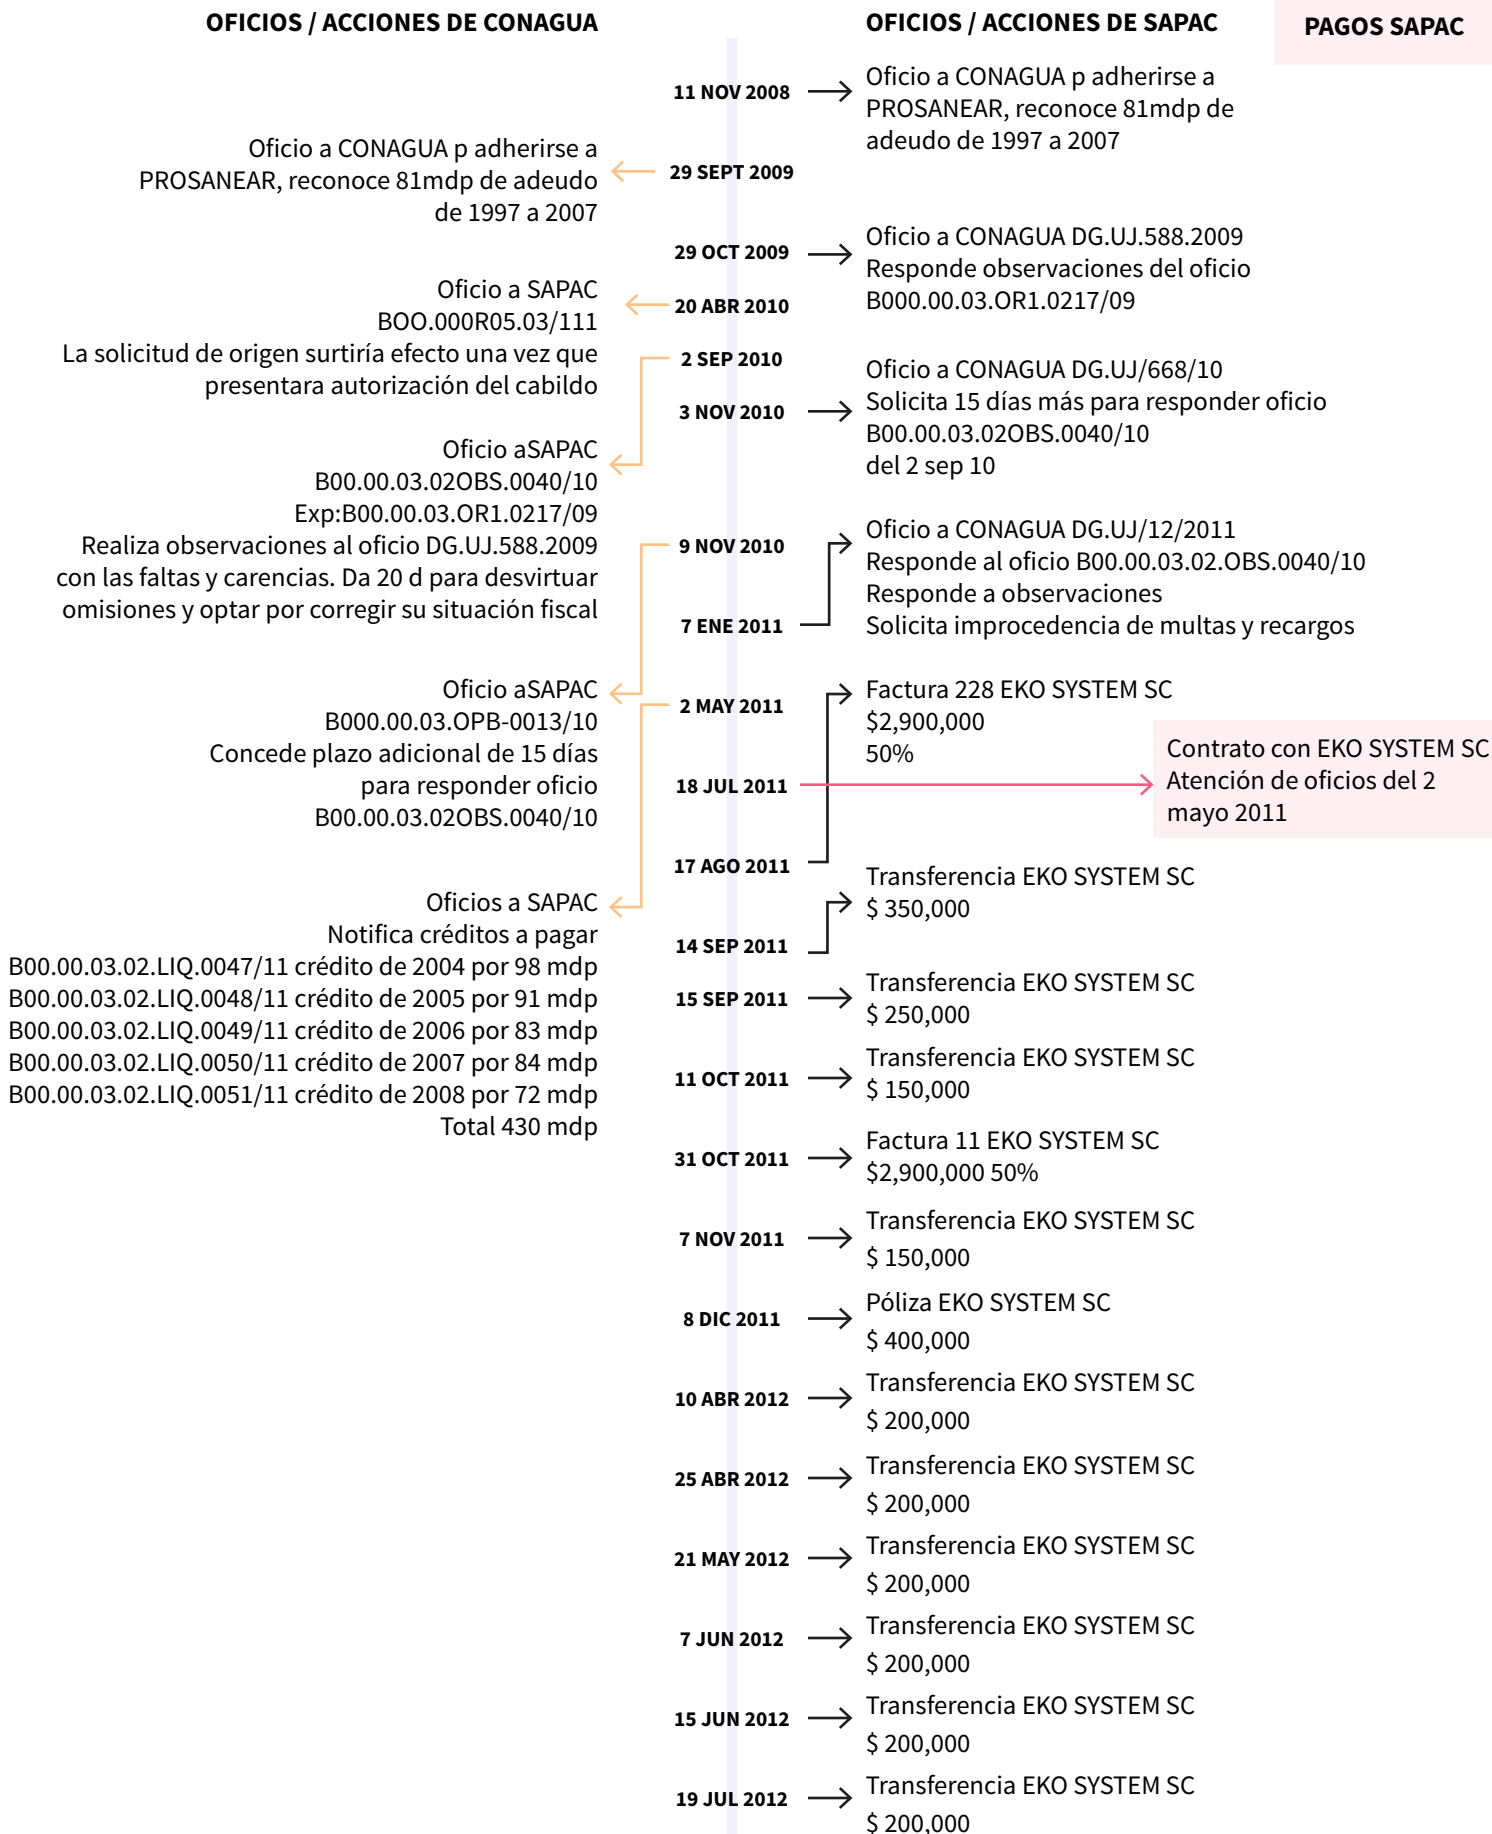 OFICIOS / ACCIONES DE CONAGUA
OFICIOS / ACCIONES DE SAPAC
PAGOS SAPAC
11 NOV 2008
Oficio a CONAGUA p adherirse a
PROSANEAR, reconoce 81mdp de
adeudo de 1997 a 2007
29 SEPT 2009
Oficio a CONAGUA p adherirse a
PROSANEAR, reconoce 81mdp de adeudo
de 1997 a 2007
29 OCT 2009
Oficio a CONAGUA DG.UJ.588.2009
Responde observaciones del oficio
B000.00.03.OR1.0217/09
20 ABR 2010
Oficio a SAPAC
BOO.000R05.03/111
La solicitud de origen surtiría efecto una vez que
presentara autorización del cabildo
2 SEP 2010
Oficio aSAPAC
B00.00.03.02OBS.0040/10
Exp:B00.00.03.OR1.0217/09
Realiza observaciones al oficio DG.UJ.588.2009
con las faltas y carencias. Da 20 d para desvirtuar
omisiones y optar por corregir su situación fiscal
3 NOV 2010
Oficio a CONAGUA DG.UJ/668/10
Solicita 15 días más para responder oficio
B00.00.03.02OBS.0040/10
del 2 sep 10
9 NOV 2010
Oficio aSAPAC
B000.00.03.OPB-0013/10
Concede plazo adicional de 15 días
para responder oficio
B00.00.03.02OBS.0040/10
7 ENE 2011
Oficio a CONAGUA DG.UJ/12/2011
Responde al oficio B00.00.03.02.OBS.0040/10
Responde a observaciones
Solicita improcedencia de multas y recargos
2 MAY 2011
Oficios a SAPAC
Notifica créditos a pagar
B00.00.03.02.LIQ.0047/11 crédito de 2004 por 98 mdp
B00.00.03.02.LIQ.0048/11 crédito de 2005 por 91 mdp
B00.00.03.02.LIQ.0049/11 crédito de 2006 por 83 mdp
B00.00.03.02.LIQ.0050/11 crédito de 2007 por 84 mdp
B00.00.03.02.LIQ.0051/11 crédito de 2008 por 72 mdp
Total 430 mdp
18 JUL 2011
Contrato con EKO SYSTEM SC
Atención de oficios del 2
mayo 2011
17 AGO 2011
Factura 228 EKO SYSTEM SC
$2,900,000
50%
14 SEP 2011
Transferencia EKO SYSTEM SC
$ 350,000
15 SEP 2011
Transferencia EKO SYSTEM SC
$ 250,000
11 OCT 2011
Transferencia EKO SYSTEM SC
$ 150,000
31 OCT 2011
Factura 11 EKO SYSTEM SC
$2,900,000 50%
7 NOV 2011
Transferencia EKO SYSTEM SC
$ 150,000
8 DIC 2011
Póliza EKO SYSTEM SC
$ 400,000
10 ABR 2012
Transferencia EKO SYSTEM SC
$ 200,000
25 ABR 2012
Transferencia EKO SYSTEM SC
$ 200,000
21 MAY 2012
Transferencia EKO SYSTEM SC
$ 200,000
7 JUN 2012
Transferencia EKO SYSTEM SC
$ 200,000
15 JUN 2012
Transferencia EKO SYSTEM SC
$ 200,000
19 JUL 2012
Transferencia EKO SYSTEM SC
$ 200,000